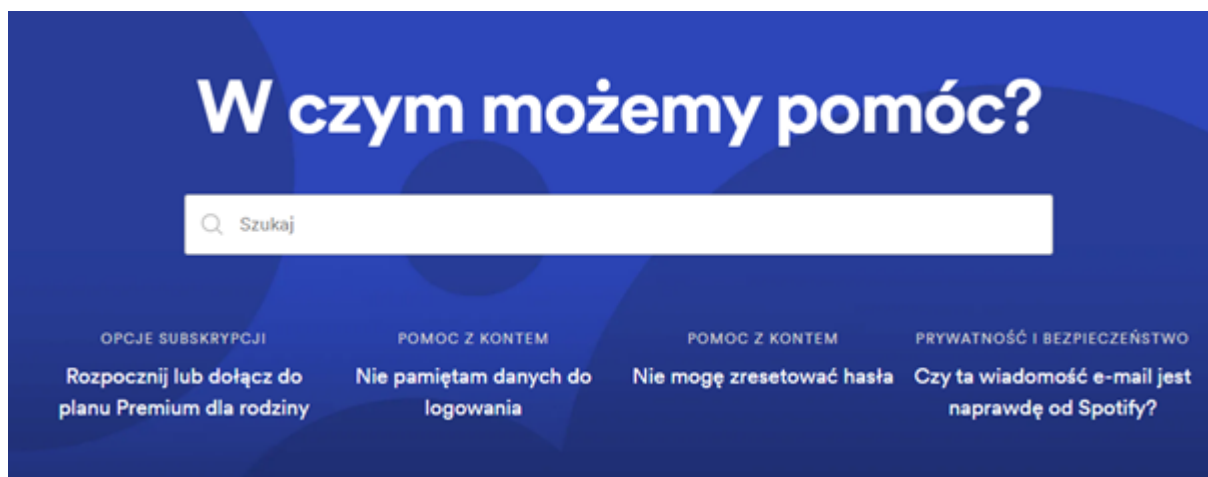 W czym możemy pomóc?
Szukaj
OPCJE SUBSKRYPCJI
Rozpocznij lub dołącz do
planu Premium dla rodziny
POMOC Z KONTEM
Nie pamiętam danych do
logowania
POMOC Z KONTEM
Nie mogę zresetować hasła
PRYWATNOŚĆ I BEZPIECZEŃSTWO
Czy ta wiadomość e-mail jest
naprawdę od Spotify?